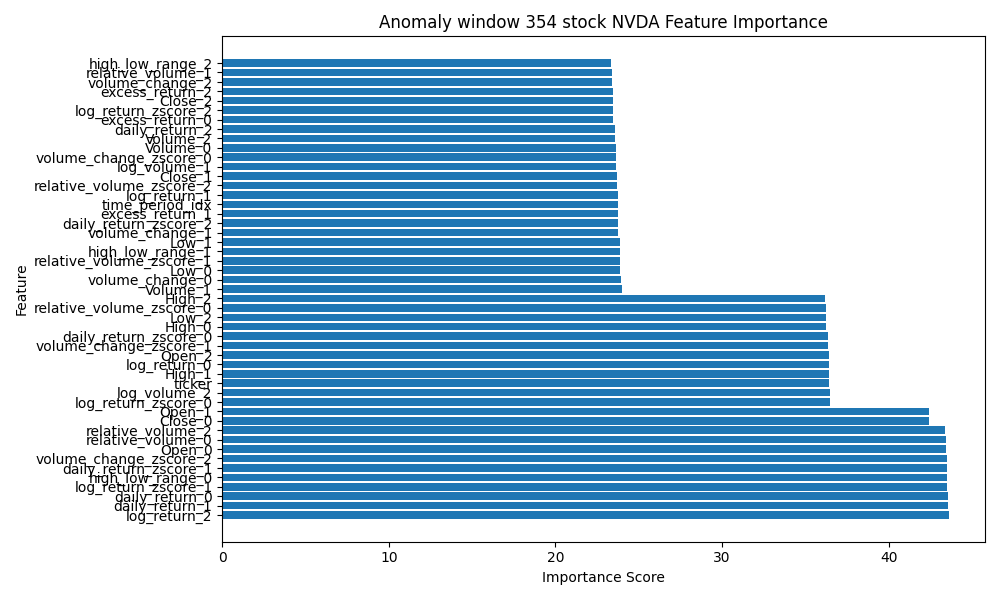 Anomaly window 354 stock NVDA Feature Importance
high_low_range_2
relative_volume_1
volume_change_2
excess_return_2
Close_2
log_return_zscore_2
excess_return_0
daily_return_2
Volume_2
Volume_0
volume_change_zscore_0
log_volume_1
Close_1
relative_volume_zscore_2
log_return_1
time_period_idx
excess_return_1
daily_return_zscore_2
volume_change_1
Low_1
high_low_range_1
relative_volume_zscore_1
Low_0
volume_change_0
Volume_1
High_2
relative_volume_zscore_0
Low_2
High_0
daily_return_zscore_0
volume_change_zscore_1
Open_2
log_return_0
High_1
ticker
log_volume_2
log_return_zscore_0
Open_1
Close_0
relative_volume_2
relative_volume_0
Open_0
volume_change_zscore_2
daily_return_zscore_1
high_low_range_0
log_return_zscore_1
daily_return_0
daily_return_1
log_return_2
Feature
0 10 20 30 40
Importance Score